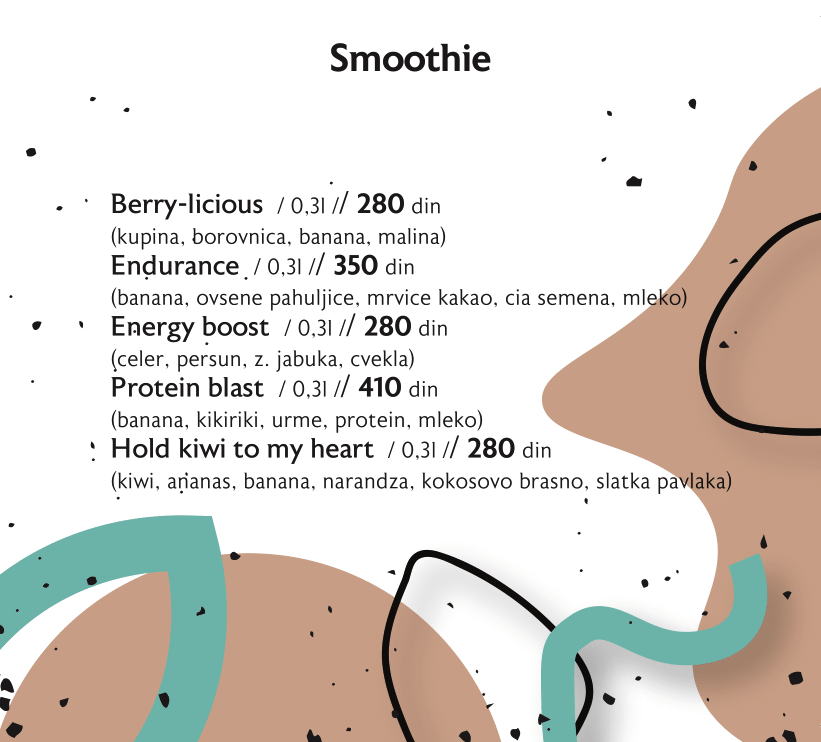 Smoothie
Berry-licious / 0,3l // 280 din
(kupina, borovnica, banana, malina)
Endurance / 0,3l // 350 din
(banana, ovsene pahuljice, mrvice kakao, cia semena, mleko)
Energy boost / 0,3l // 280 din
(celer, persun, z. jabuka, cvekla)
Protein blast / 0,3l // 410 din
(banana, kikiriki, urme, protein, mleko)
Hold kiwi to my heart / 0,3l // 280 din
(kiwi, ananas, banana, narandza, kokosovo brasno, slatka pavlaka)